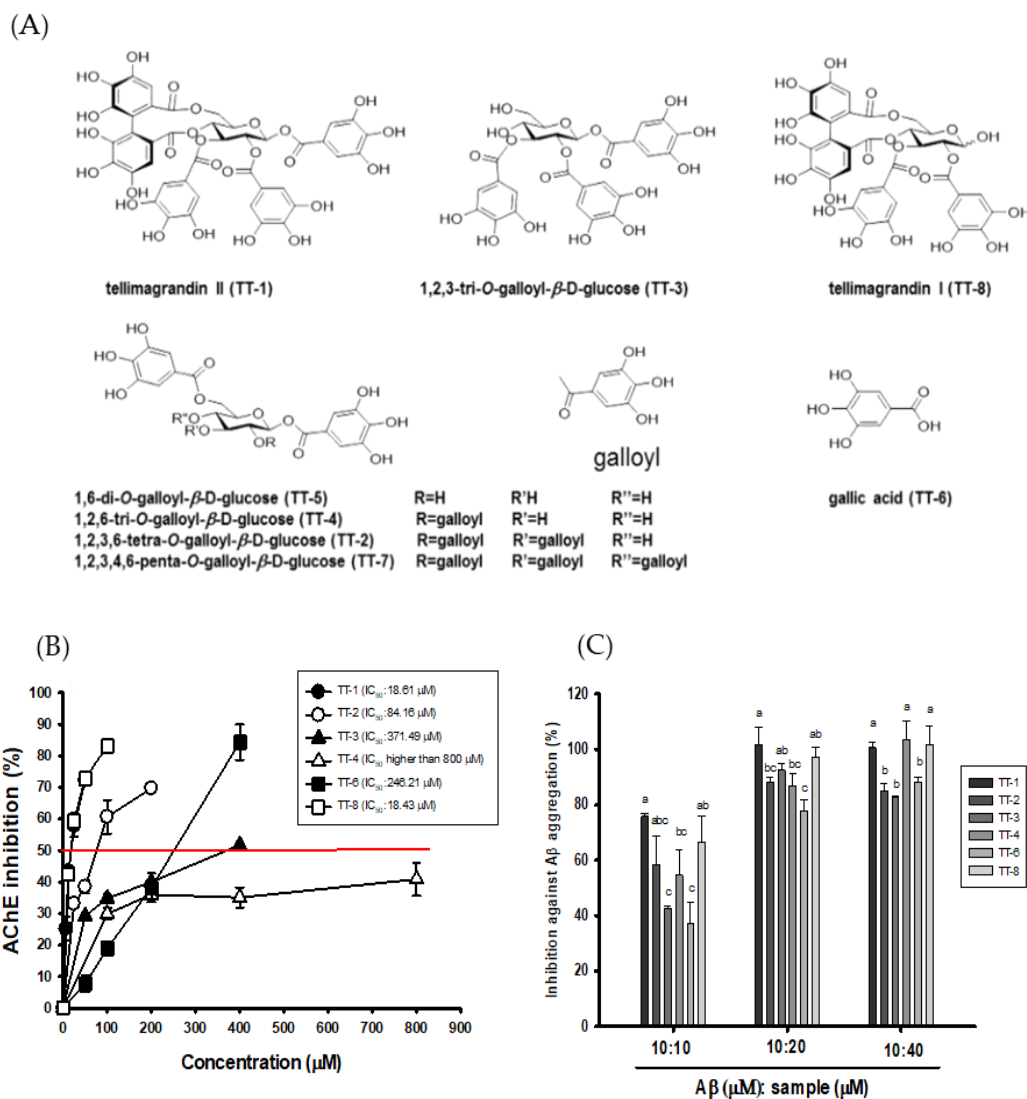 (A)
tellimagrandin II (TT-1)
1,2,3-tri-O-galloyl-β-D-glucose (TT-3)
tellimagrandin I (TT-8)
galloyl
1,6-di-O-galloyl-β-D-glucose (TT-5) R=H R'H R''=H
1,2,6-tri-O-galloyl-β-D-glucose (TT-4) R=galloyl R'=H R''=H
1,2,3,6-tetra-O-galloyl-β-D-glucose (TT-2) R=galloyl R'=galloyl R''=H
1,2,3,4,6-penta-O-galloyl-β-D-glucose (TT-7) R=galloyl R'=galloyl R''=galloyl
gallic acid (TT-6)
(B)
AChE inhibition (%)
100
90
80
70
60
50
40
30
20
10
0
TT-1 (IC50:18.61 μM)
TT-2 (IC50:84.16 μM)
TT-3 (IC50:371.49 μM)
TT-4 (IC50 higher than 800 μM)
TT-6 (IC50:246.21 μM)
TT-8 (IC50:18.43 μM)
0 100 200 300 400 500 600 700 800 900
Concentration (μM)
(C)
Inhibition against Aβ aggregation (%)
120
100
80
60
40
20
0
a abc c bc c ab
a bc ab bc c ab
a b b a b a
TT-1
TT-2
TT-3
TT-4
TT-6
TT-8
10:10 10:20 10:40
Aβ (μM): sample (μM)